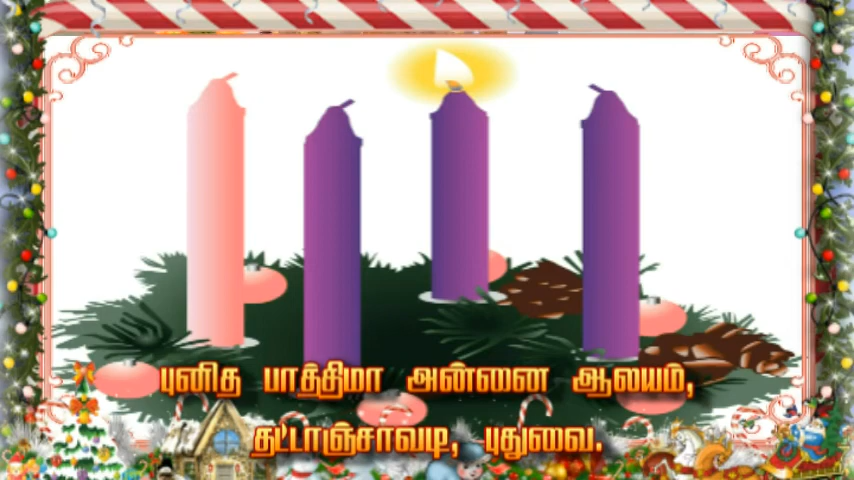 புனித பாத்திமா அன்னை ஆலயம்,
தட்டாஞ்சாவடி, புதுவை.